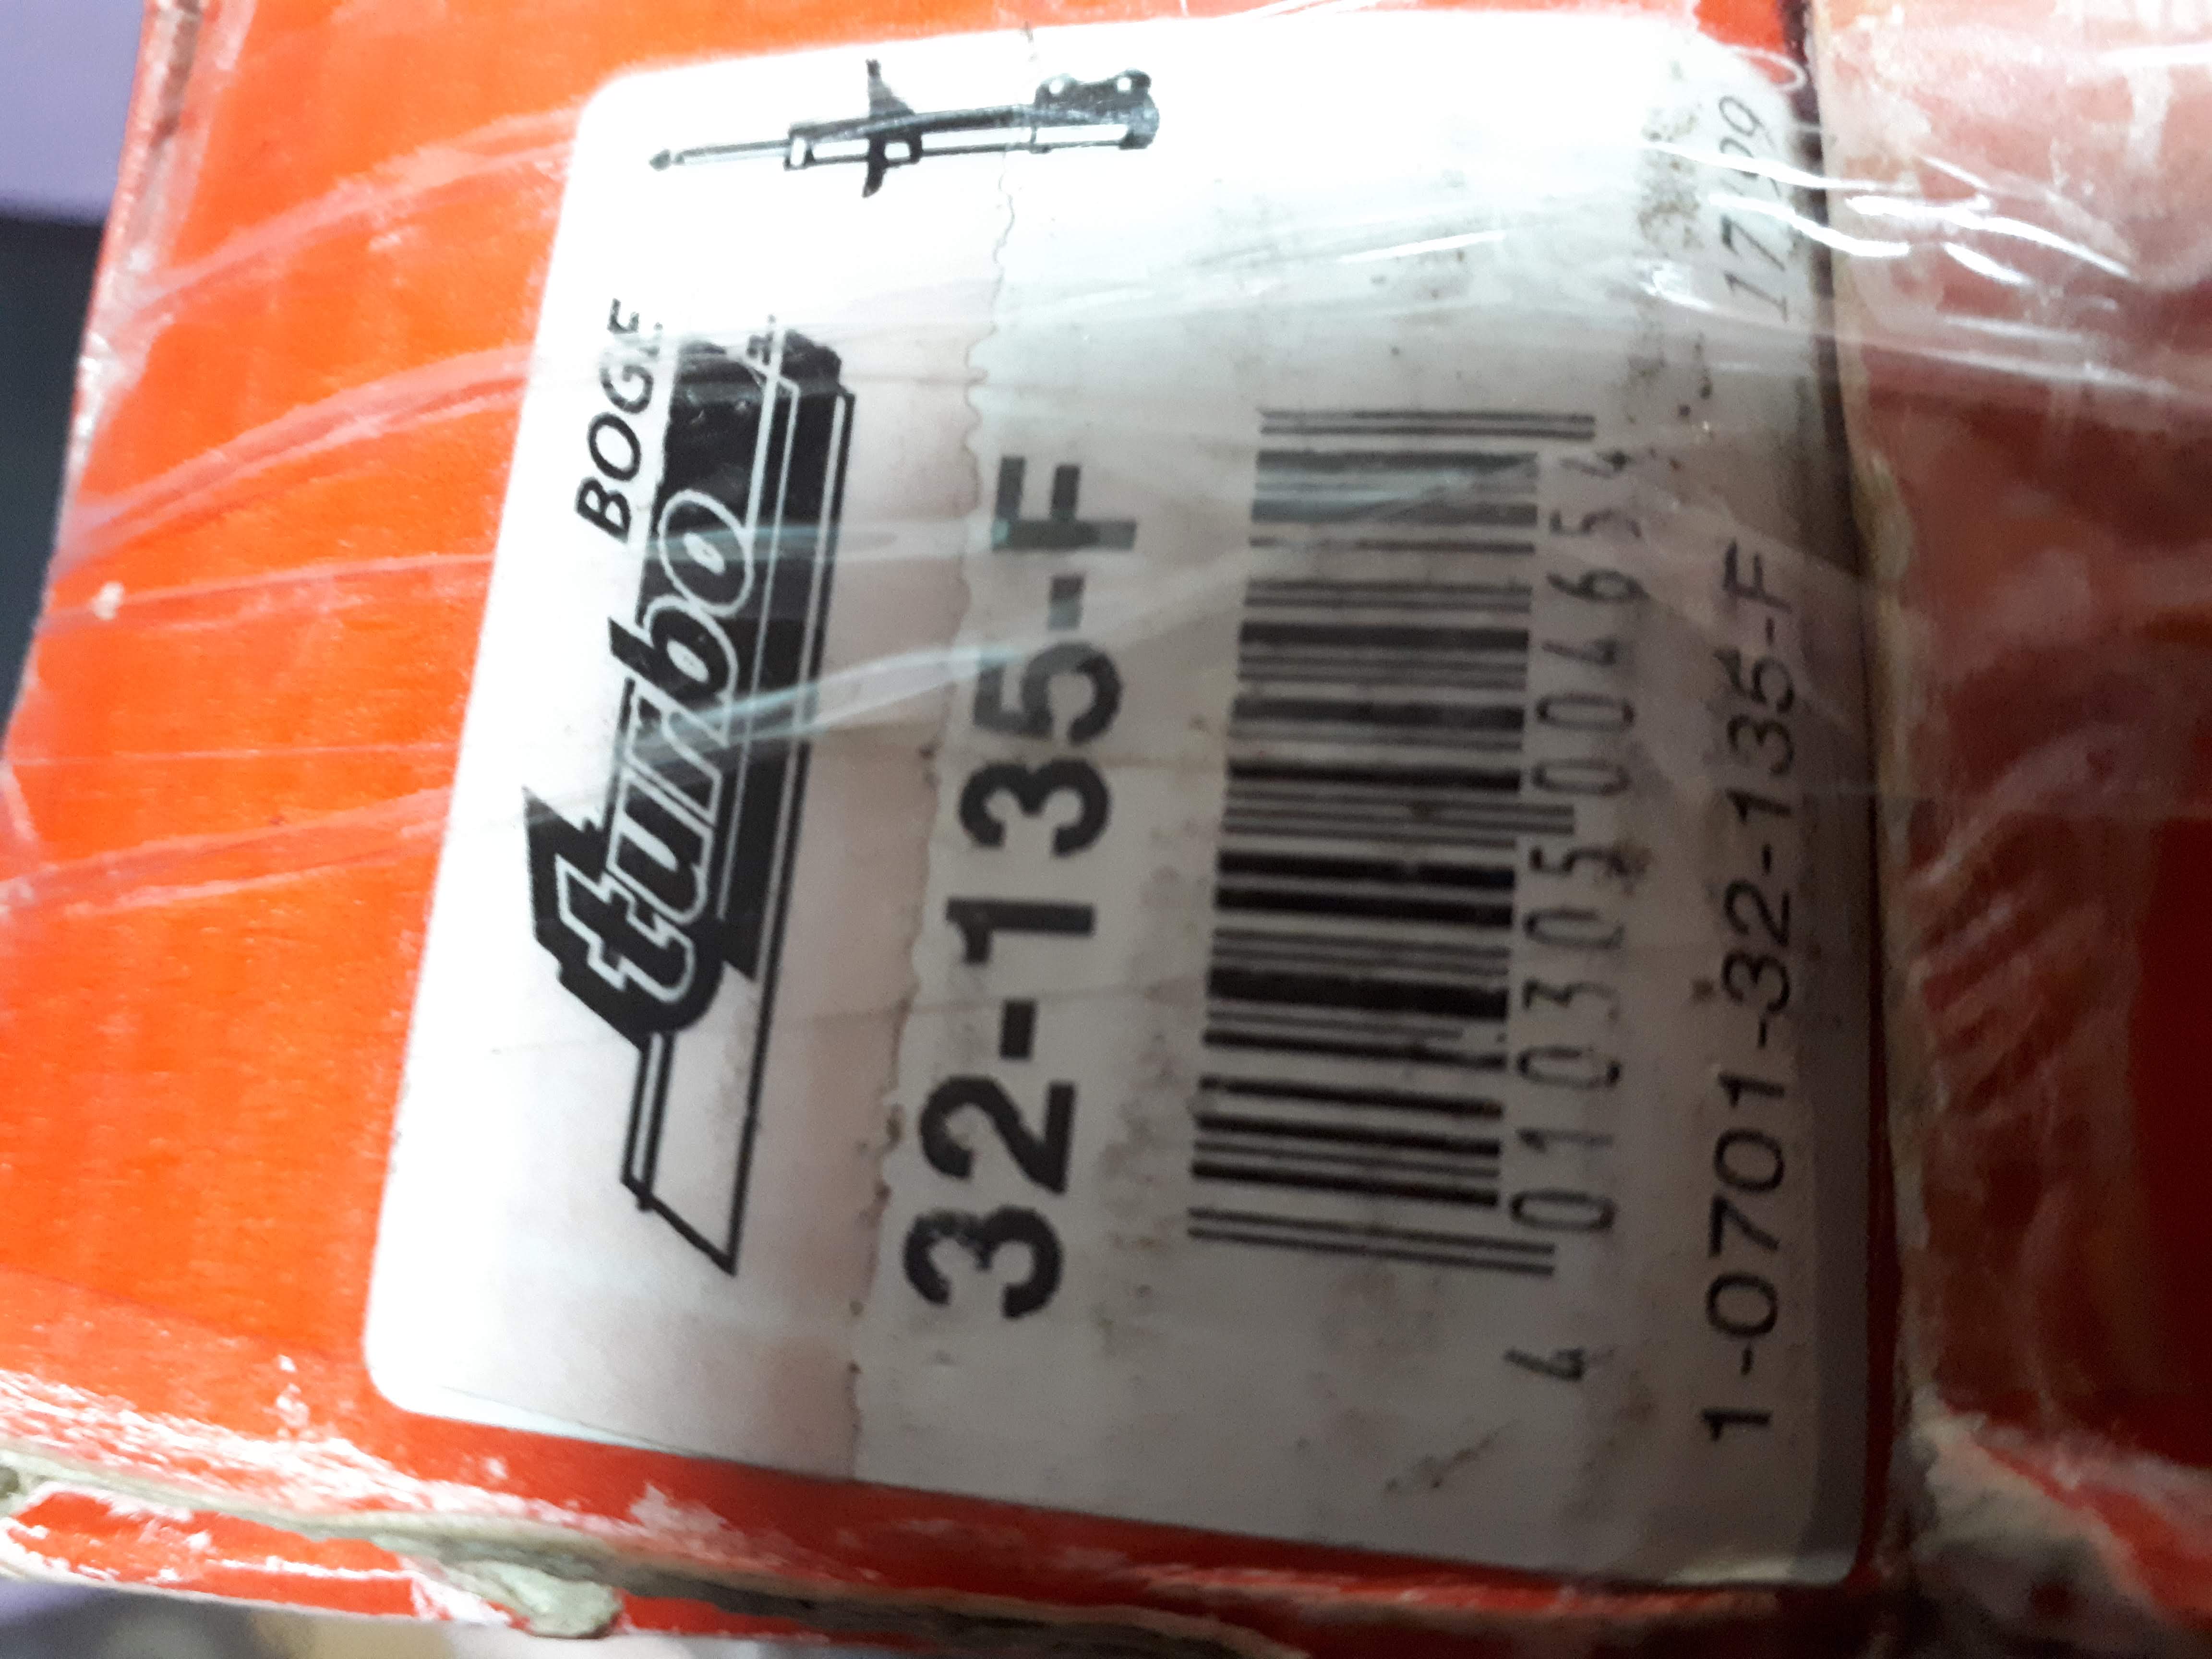 BOGE
turbo
32-135-F
4 010305 004654
1-0701-32-135-F